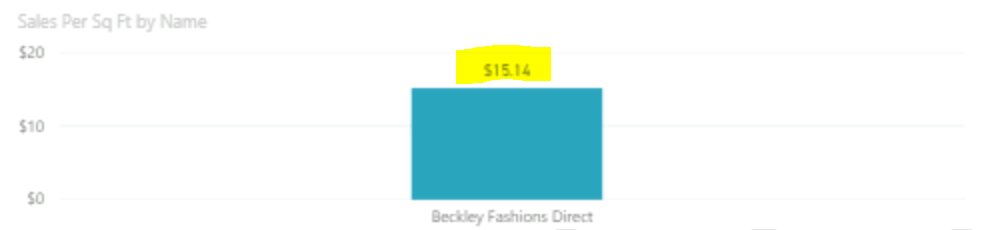 Sales Per Sq Ft by Name
$20
$15.14
$10
$0
Beckley Fashions Direct